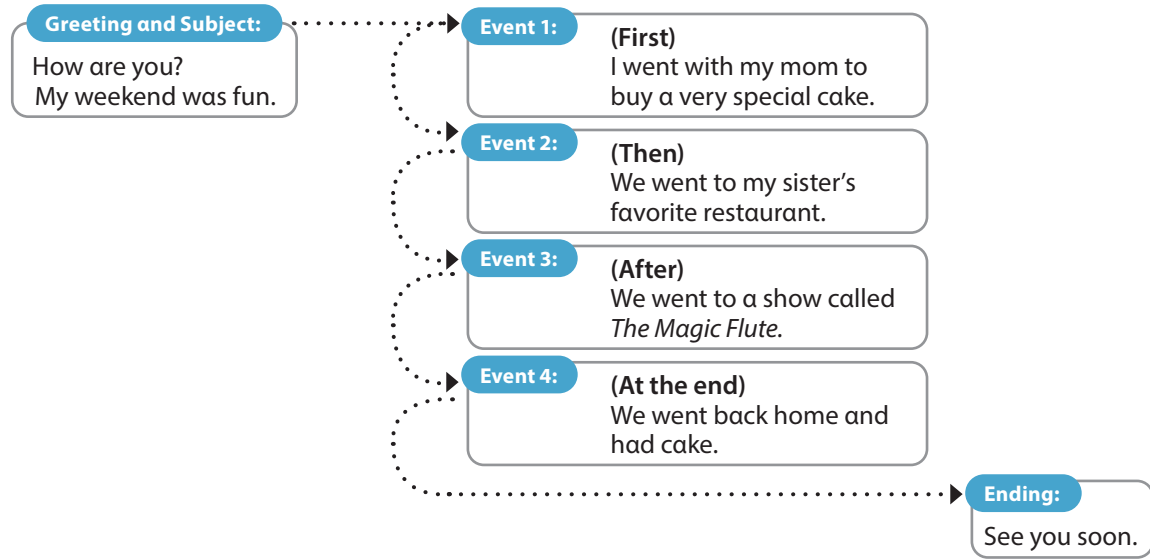 Greeting and Subject:
How are you?
My weekend was fun.
Event 1:
(First)
I went with my mom to
buy a very special cake.
Event 2:
(Then)
We went to my sister’s
favorite restaurant.
Event 3:
(After)
We went to a show called
The Magic Flute.
Event 4:
(At the end)
We went back home and
had cake.
Ending:
See you soon.